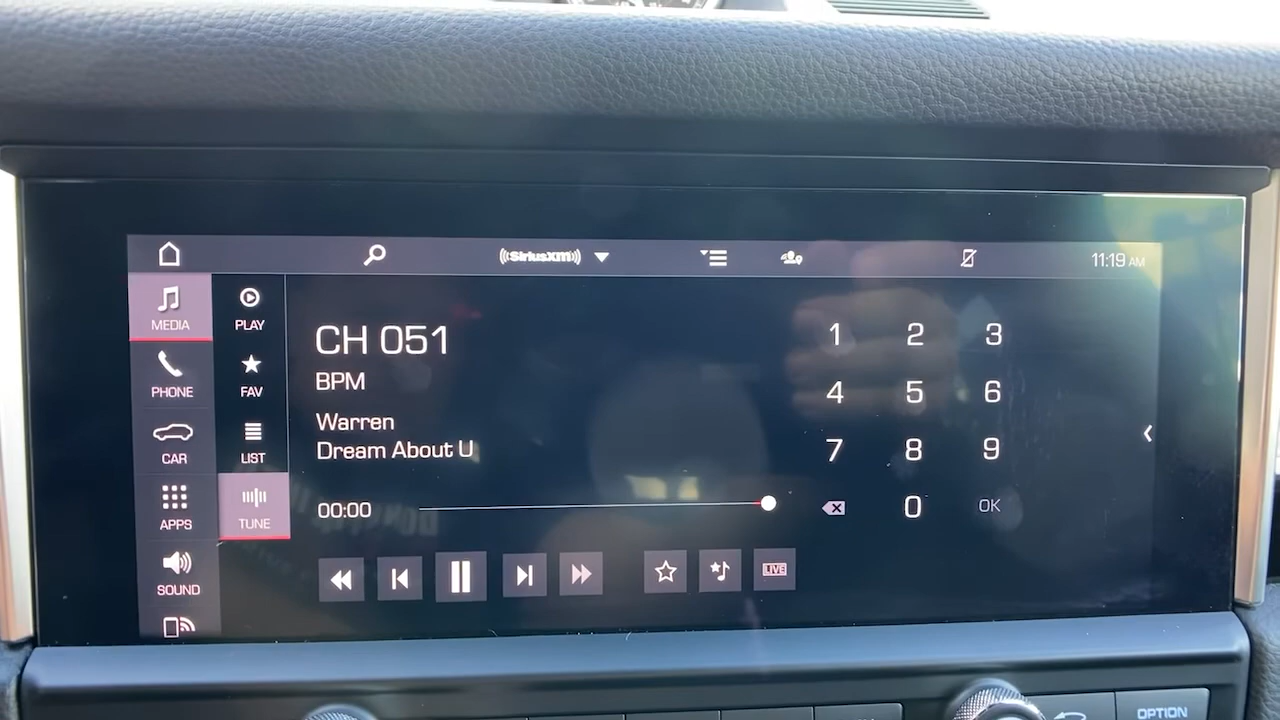 SiriusXM
11:19 AM
MEDIA
PLAY
CH 051
1 2 3
BPM
PHONE
FAV
4 5 6
Warren
Dream About U
CAR
LIST
7 8 9
APPS
TUNE
00:00
0 OK
SOUND
LIVE
OPTION